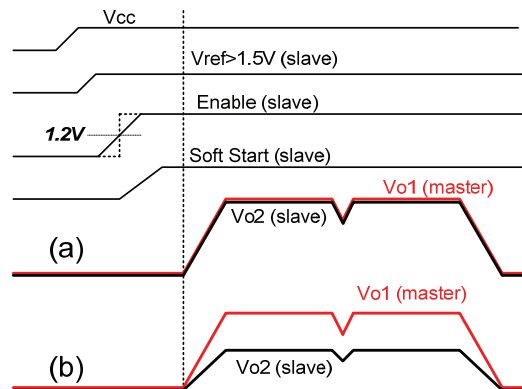 Vcc
Vref>1.5V (slave)
Enable (slave)
1.2V
Soft Start (slave)
Vo1 (master)
Vo2 (slave)
(a)
Vo1 (master)
Vo2 (slave)
(b)